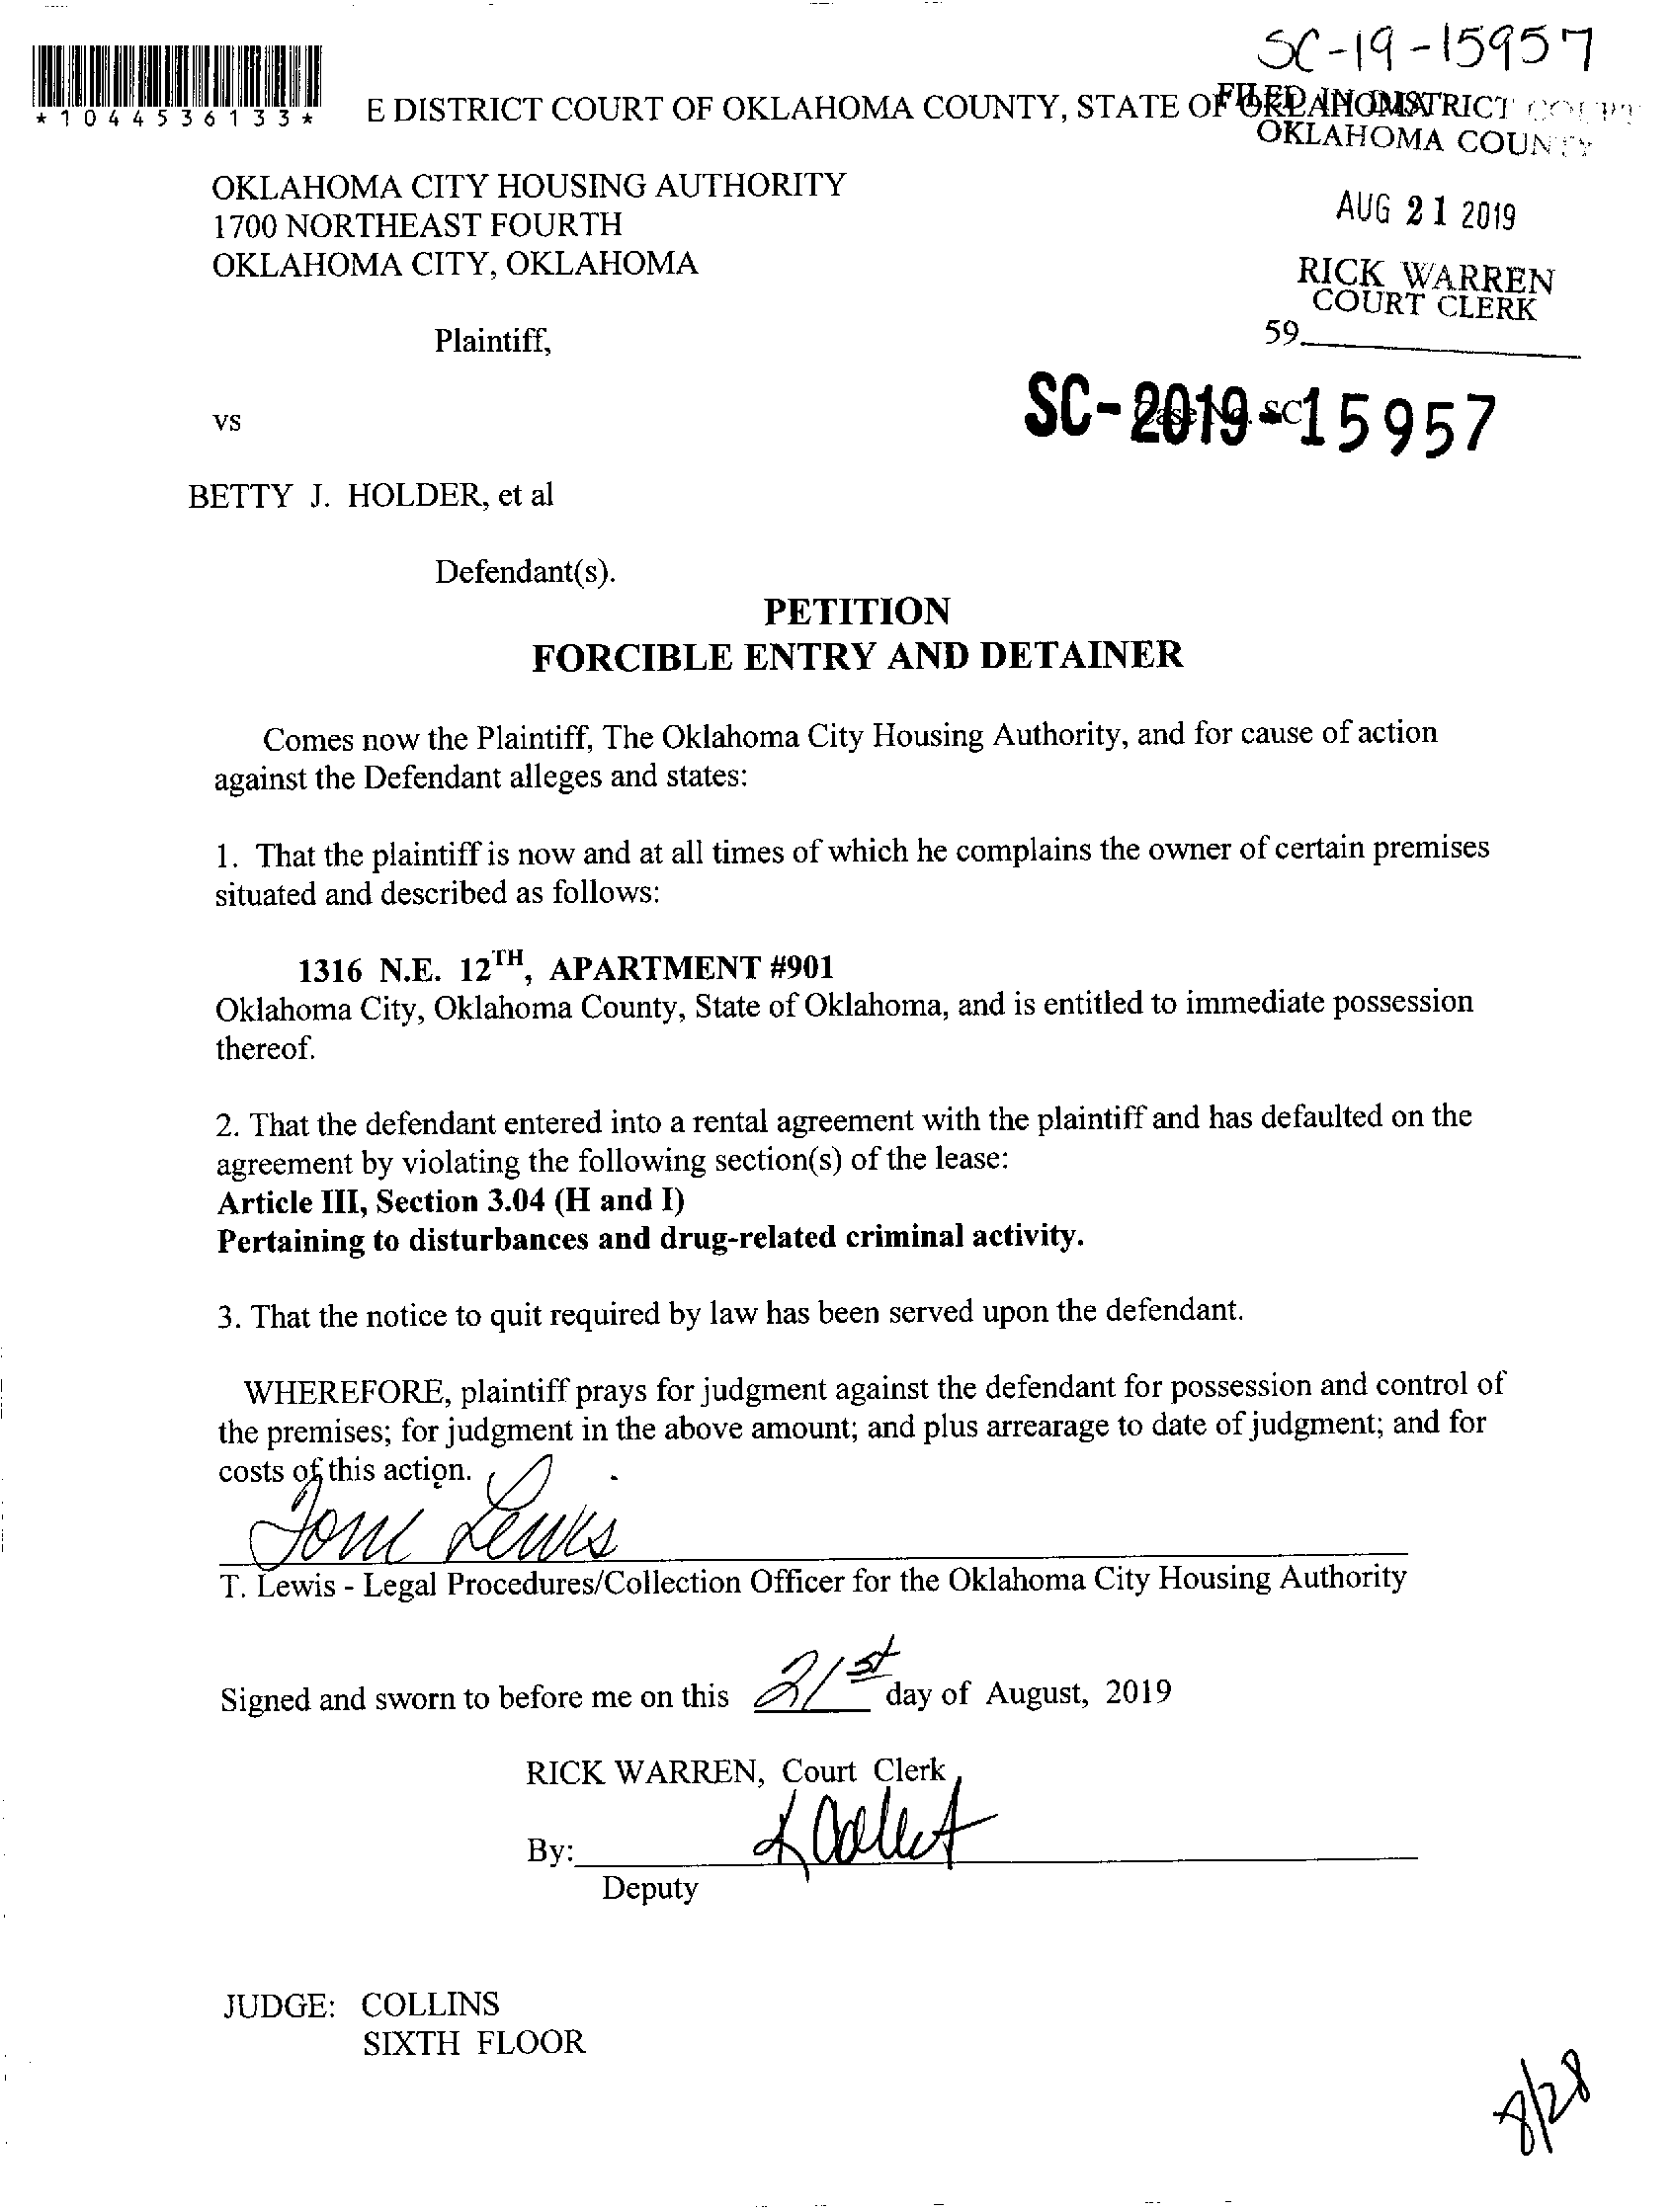 SC-19-15957
*1044536133*
E DISTRICT COURT OF OKLAHOMA COUNTY, STATE OF OKLAHOMA
FILED IN DISTRICT COURT
OKLAHOMA COUNTY
OKLAHOMA CITY HOUSING AUTHORITY
1700 NORTHEAST FOURTH
OKLAHOMA CITY, OKLAHOMA
AUG 21 2019
RICK WARREN
COURT CLERK
59
Plaintiff,
vs
Case No. SC
SC-2019-15957
BETTY J. HOLDER, et al
Defendant(s).
PETITION
FORCIBLE ENTRY AND DETAINER
Comes now the Plaintiff, The Oklahoma City Housing Authority, and for cause of action
against the Defendant alleges and states:
1. That the plaintiff is now and at all times of which he complains the owner of certain premises
situated and described as follows:
1316 N.E. 12TH, APARTMENT #901
Oklahoma City, Oklahoma County, State of Oklahoma, and is entitled to immediate possession
thereof.
2. That the defendant entered into a rental agreement with the plaintiff and has defaulted on the
agreement by violating the following section(s) of the lease:
Article III, Section 3.04 (H and I)
Pertaining to disturbances and drug-related criminal activity.
3. That the notice to quit required by law has been served upon the defendant.
WHEREFORE, plaintiff prays for judgment against the defendant for possession and control of
the premises; for judgment in the above amount; and plus arrearage to date of judgment; and for
costs of this action.
Toni Lewis
T. Lewis - Legal Procedures/Collection Officer for the Oklahoma City Housing Authority
Signed and sworn to before me on this 21st day of August, 2019
RICK WARREN, Court Clerk
By:
Deputy
JUDGE: COLLINS
SIXTH FLOOR
8/28